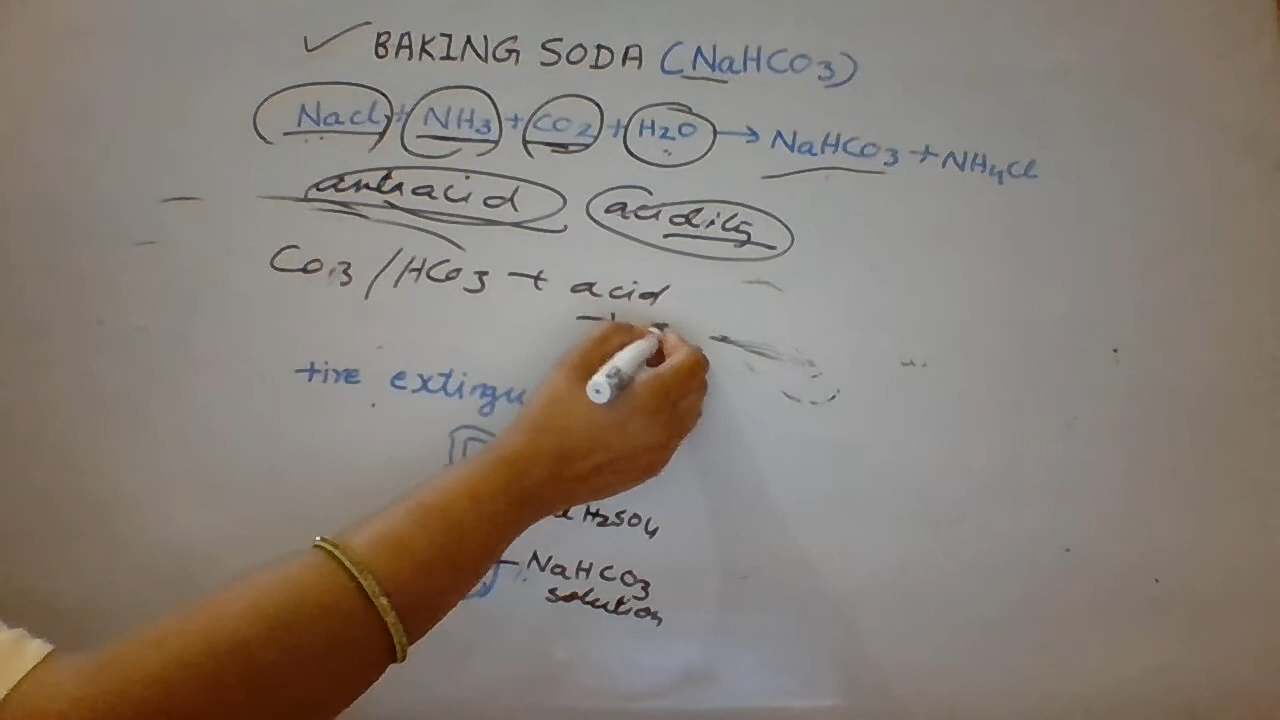 ✓ BAKING SODA (NaHCO3)
NaCl + NH3 + CO2 + H2O → NaHCO3 + NH4Cl
antacid acidity
CO3 / HCO3 + acid
fire extingu
H2SO4
NaHCO3
solution